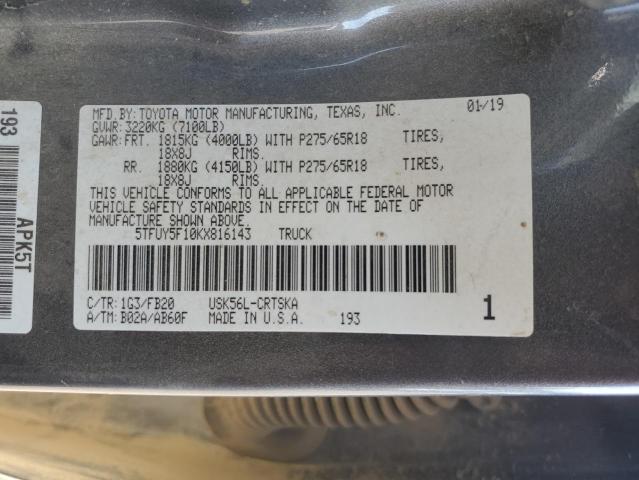 MFD.BY:TOYOTA MOTOR MANUFACTURING, TEXAS, INC. 01/19
GVWR:3220KG (7100LB)
GAWR:FRT. 1815KG (4000LB) WITH P275/65R18 TIRES,
18X8J RIMS.
RR. 1880KG (4150LB) WITH P275/65R18 TIRES,
18X8J RIMS.
THIS VEHICLE CONFORMS TO ALL APPLICABLE FEDERAL MOTOR
VEHICLE SAFETY STANDARDS IN EFFECT ON THE DATE OF
MANUFACTURE SHOWN ABOVE.
5TFUY5F10KX816143 TRUCK
C/TR:1G3/FB20 USK56L-CRTSKA
A/TM:B02A/AB60F MADE IN U.S.A. 193 1
193
APK5T